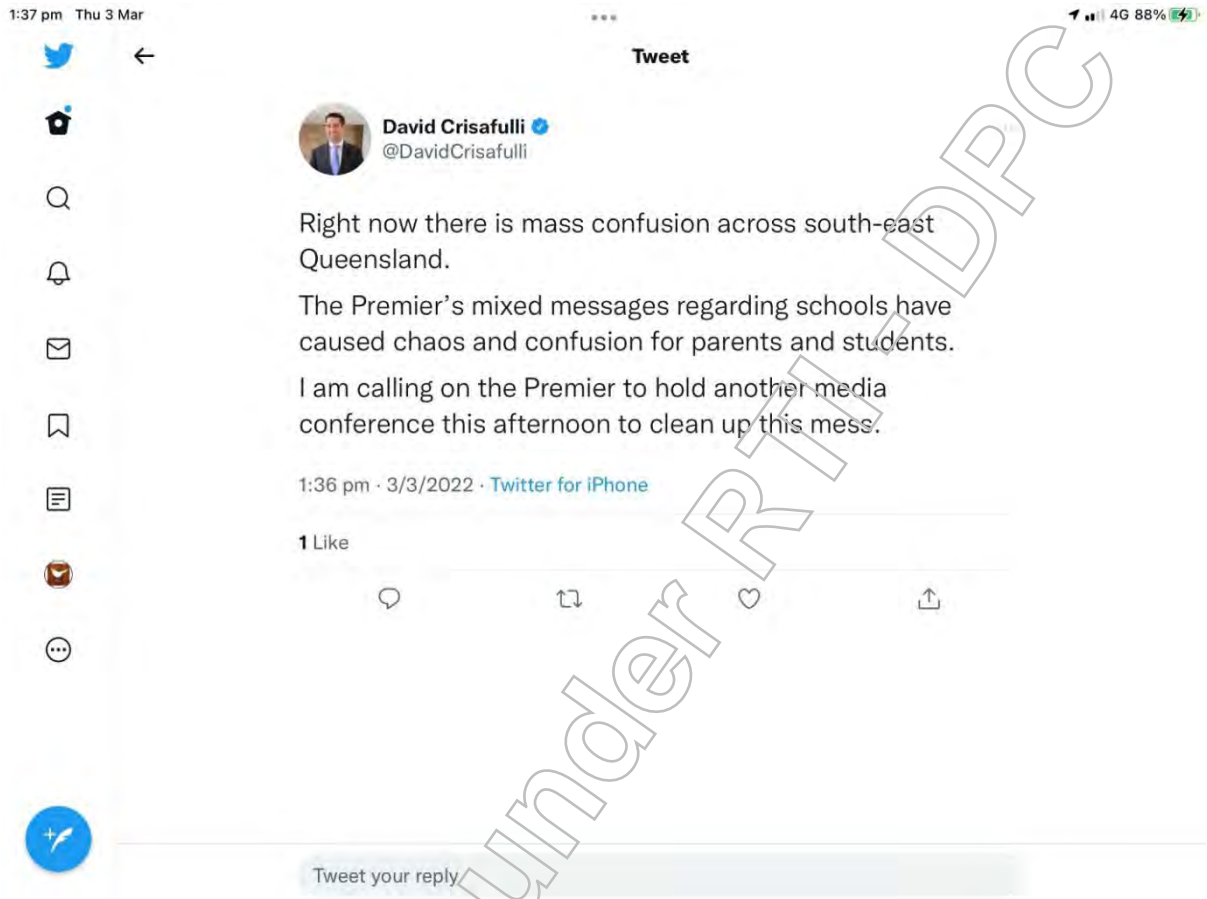 1:37 pm Thu 3 Mar
4G 88%
Tweet
David Crisafulli
@DavidCrisafulli
Right now there is mass confusion across south-east
Queensland.
The Premier’s mixed messages regarding schools have
caused chaos and confusion for parents and students.
I am calling on the Premier to hold another media
conference this afternoon to clean up this mess.
1:36 pm · 3/3/2022 · Twitter for iPhone
1 Like
Tweet your reply
under RTI - DPC